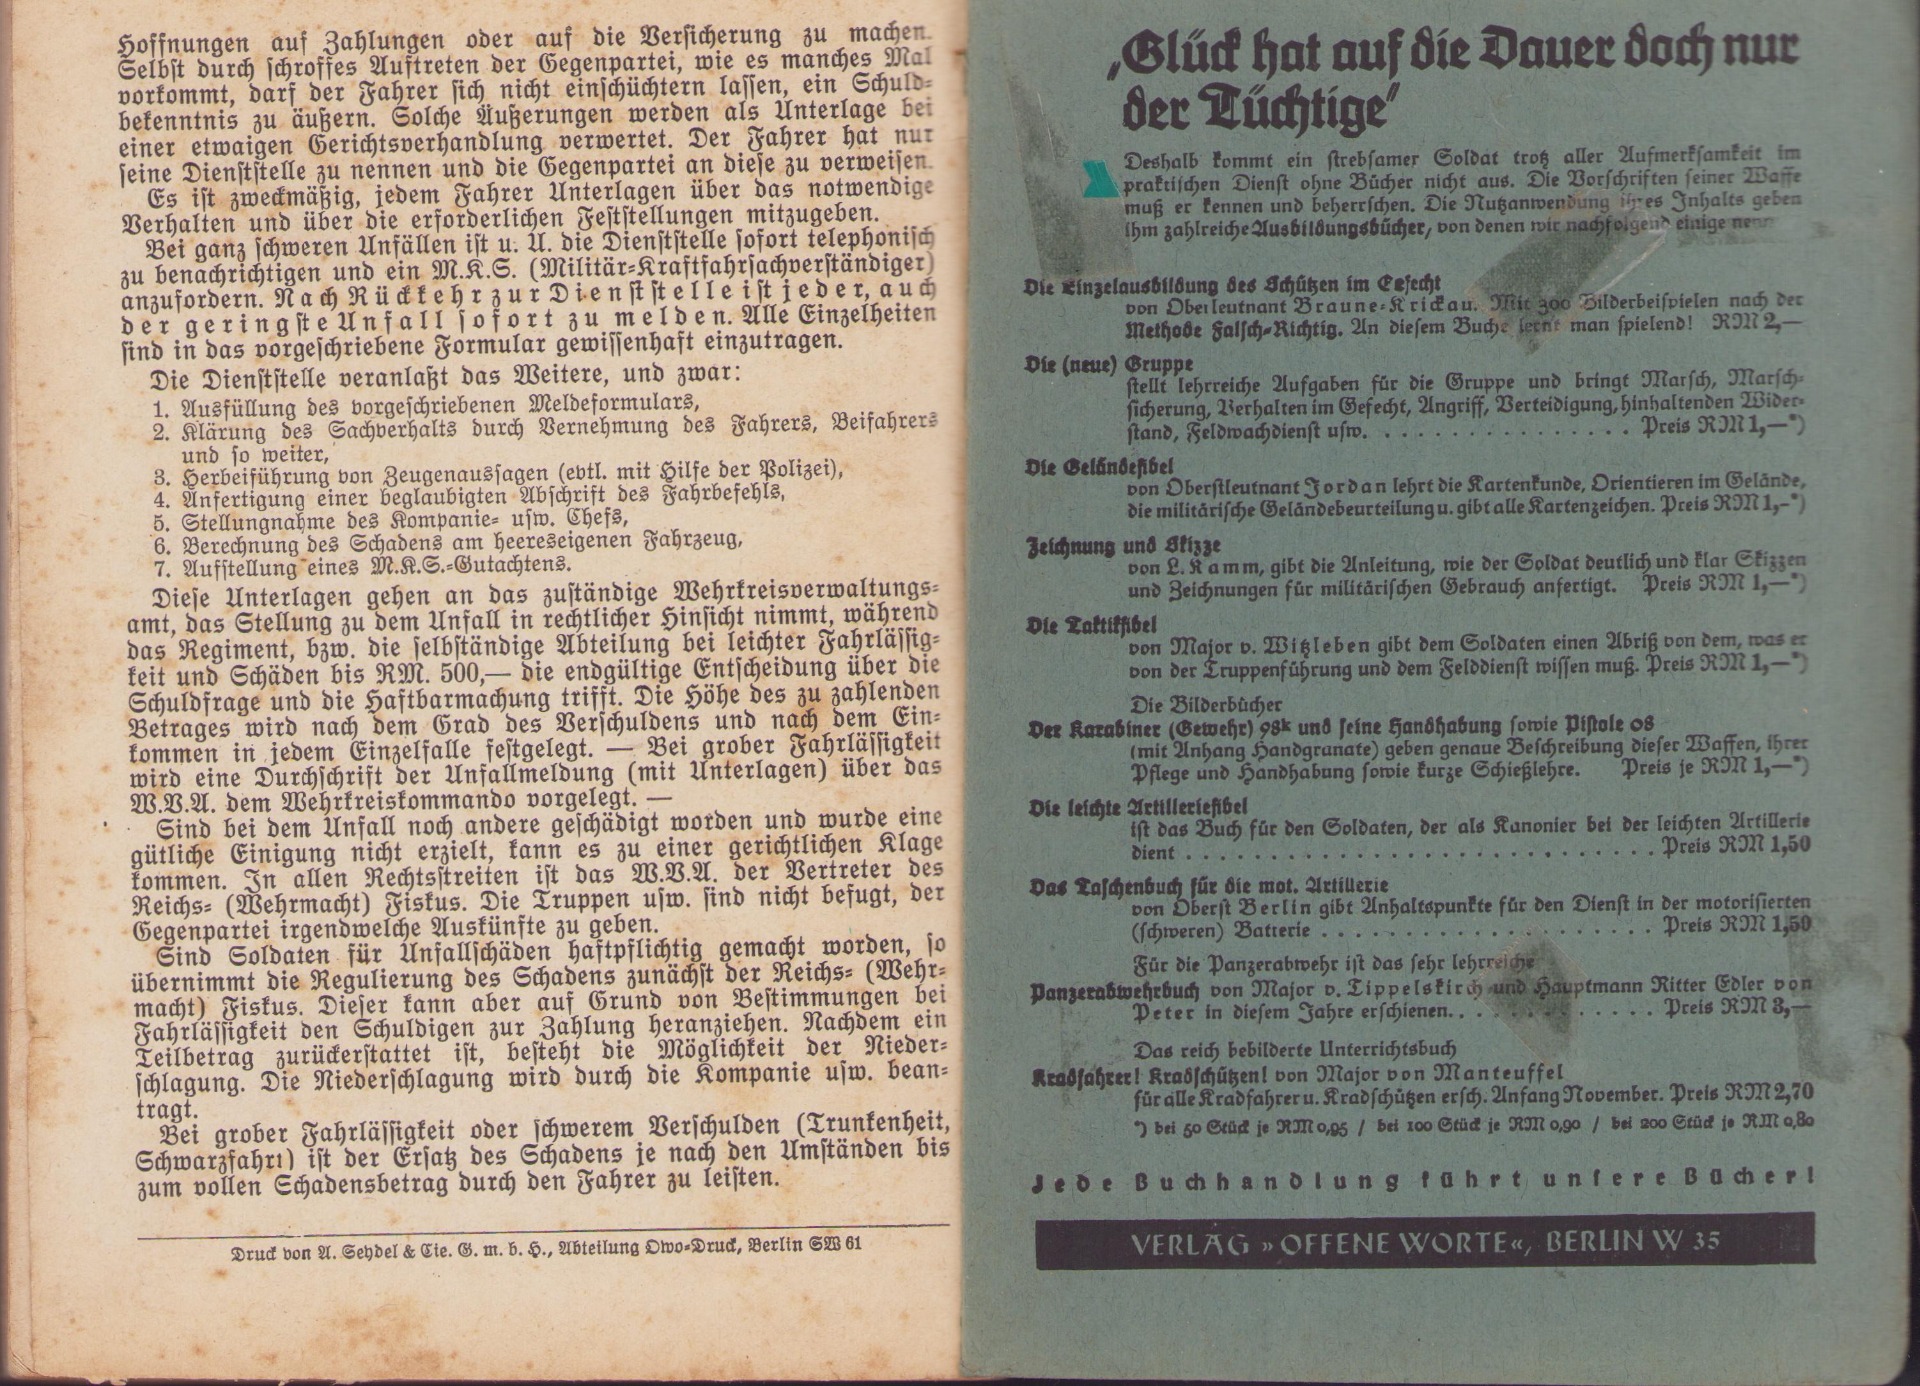 Hoffnungen auf Zahlungen oder auf die Versicherung zu machen.
Selbst durch schroffes Auftreten der Gegenpartei, wie es manches Mal
vorkommt, darf der Fahrer sich nicht einschüchtern lassen, ein Schuld-
bekenntnis zu äußern. Solche Äußerungen werden als Unterlage bei
einer etwaigen Gerichtsverhandlung verwertet. Der Fahrer hat nur
seine Dienststelle zu nennen und die Gegenpartei an diese zu verweisen.
Es ist zweckmäßig, jedem Fahrer Unterlagen über das notwendige
Verhalten und über die erforderlichen Feststellungen mitzugeben.
Bei ganz schweren Unfällen ist u. U. die Dienststelle sofort telephonisch
zu benachrichtigen und ein M.K.S. (Militär-Kraftfahrsachverständiger)
anzufordern. Nach Rückkehr zur Dienststelle ist jeder, auch
der geringste Unfall sofort zu melden. Alle Einzelheiten
sind in das vorgeschriebene Formular gewissenhaft einzutragen.
Die Dienststelle veranlaßt das Weitere, und zwar:
1. Ausfüllung des vorgeschriebenen Meldeformulars,
2. Klärung des Sachverhalts durch Vernehmung des Fahrers, Beifahrers
und so weiter,
3. Herbeiführung von Zeugenaussagen (evtl. mit Hilfe der Polizei),
4. Anfertigung einer beglaubigten Abschrift des Fahrbefehls,
5. Stellungnahme des Kompanie- usw. Chefs,
6. Berechnung des Schadens am heereseigenen Fahrzeug,
7. Aufstellung eines M.K.S.-Gutachtens.
Diese Unterlagen gehen an das zuständige Wehrkreisverwaltungs-
amt, das Stellung zu dem Unfall in rechtlicher Hinsicht nimmt, während
das Regiment, bzw. die selbständige Abteilung bei leichter Fahrlässig-
keit und Schäden bis RM. 500,— die endgültige Entscheidung über die
Schuldfrage und die Haftbarmachung trifft. Die Höhe des zu zahlenden
Betrages wird nach dem Grad des Verschuldens und nach dem Ein-
kommen in jedem Einzelfalle festgelegt. — Bei grober Fahrlässigkeit
wird eine Durchschrift der Unfallmeldung (mit Unterlagen) über das
W.V.A. dem Wehrkreiskommando vorgelegt. —
Sind bei dem Unfall noch andere geschädigt worden und wurde eine
gütliche Einigung nicht erzielt, kann es zu einer gerichtlichen Klage
kommen. In allen Rechtsstreiten ist das W.V.A. der Vertreter des
Reichs- (Wehrmacht) Fiskus. Die Truppen usw. sind nicht befugt, der
Gegenpartei irgendwelche Auskünfte zu geben.
Sind Soldaten für Unfallschäden haftpflichtig gemacht worden, so
übernimmt die Regulierung des Schadens zunächst der Reichs- (Wehr-
macht) Fiskus. Dieser kann aber auf Grund von Bestimmungen bei
Fahrlässigkeit den Schuldigen zur Zahlung heranziehen. Nachdem ein
Teilbetrag zurückerstattet ist, besteht die Möglichkeit der Nieder-
schlagung. Die Niederschlagung wird durch die Kompanie usw. bean-
tragt.
Bei grober Fahrlässigkeit oder schwerem Verschulden (Trunkenheit,
Schwarzfahrt) ist der Ersatz des Schadens je nach den Umständen bis
zum vollen Schadensbetrag durch den Fahrer zu leisten.
Druck von A. Seydel & Cie. G. m. b. H., Abteilung Owo-Druck, Berlin SW 61
„Glück hat auf die Dauer doch nur
der Tüchtige"
Deshalb kommt ein strebsamer Soldat trotz aller Aufmerksamkeit im
praktischen Dienst ohne Bücher nicht aus. Die Vorschriften seiner Waffe
muß er kennen und beherrschen. Die Nutzanwendung ihres Inhalts geben
ihm zahlreiche Ausbildungsbücher, von denen wir nachfolgend einige
Die Einzelausbildung des Schützen im Gefecht
von Oberleutnant Braune-Krickau. Mit 300 Bilderbeispielen nach der
Methode Falsch-Richtig. An diesem Buche lernt man spielend! RM 2,—
Die (neue) Gruppe
stellt lehrreiche Aufgaben für die Gruppe und bringt Marsch, Marsch-
sicherung, Verhalten im Gefecht, Angriff, Verteidigung, hinhaltenden Wider-
stand, Feldwachdienst usw. . . . . . . . . . . . . . . . Preis RM 1,—*)
Die Geländefibel
von Oberstleutnant Jordan lehrt die Kartenkunde, Orientieren im Gelände,
die militärische Geländebeurteilung u. gibt alle Kartenzeichen. Preis RM 1,-*)
Zeichnung und Skizze
von L. Kamm, gibt die Anleitung, wie der Soldat deutlich und klar Skizzen
und Zeichnungen für militärischen Gebrauch anfertigt. Preis RM 1,—*)
Die Taktikfibel
von Major v. Witzleben gibt dem Soldaten einen Abriß von dem, was er
von der Truppenführung und dem Felddienst wissen muß. Preis RM 1,—*)
Die Bilderbücher
Der Karabiner (Gewehr) 98k und seine Handhabung sowie Pistole 08
(mit Anhang Handgranate) geben genaue Beschreibung dieser Waffen, ihrer
Pflege und Handhabung sowie kurze Schießlehre. Preis je RM 1,—*)
Die leichte Artilleriefibel
ist das Buch für den Soldaten, der als Kanonier bei der leichten Artillerie
dient . . . . . . . . . . . . . . . . . . . . . . . . . . . Preis RM 1,50
Das Taschenbuch für die mot. Artillerie
von Oberst Berlin gibt Anhaltspunkte für den Dienst in der motorisierten
(schweren) Batterie . . . . . . . . . . . . . . . . . . . Preis RM 1,50
Für die Panzerabwehr ist das sehr lehrreiche
Panzerabwehrbuch von Major v. Tippelskirch und Hauptmann Ritter Edler von
Peter in diesem Jahre erschienen. . . . . . . . . . . . . Preis RM 3,—
Das reich bebilderte Unterrichtsbuch
Kradfahrer! Kradschützen! von Major von Manteuffel
für alle Kradfahrer u. Kradschützen ersch. Anfang November. Preis RM 2,70
*) bei 50 Stück je RM 0,95 / bei 100 Stück je RM 0,90 / bei 200 Stück je RM 0,80
Jede Buchhandlung führt unsere Bücher!
VERLAG »OFFENE WORTE«, BERLIN W 35